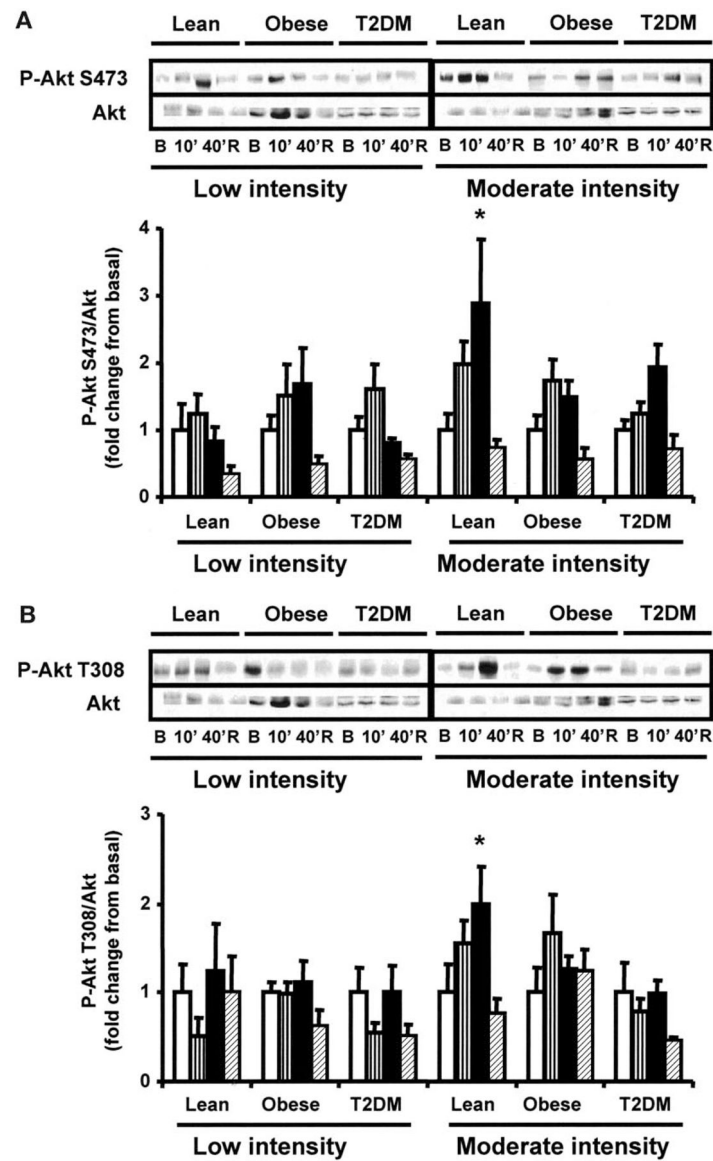 A
Lean Obese T2DM Lean Obese T2DM
P-Akt S473
Akt
B 10' 40'R B 10' 40'R B 10' 40'R B 10' 40'R B 10' 40'R B 10' 40'R
Low intensity Moderate intensity
P-Akt S473/Akt
(fold change from basal)
4
*
3
2
1
0
Lean Obese T2DM Lean Obese T2DM
Low intensity Moderate intensity
B
Lean Obese T2DM Lean Obese T2DM
P-Akt T308
Akt
B 10' 40'R B 10' 40'R B 10' 40'R B 10' 40'R B 10' 40'R B 10' 40'R
Low intensity Moderate intensity
P-Akt T308/Akt
(fold change from basal)
3
*
2
1
0
Lean Obese T2DM Lean Obese T2DM
Low intensity Moderate intensity